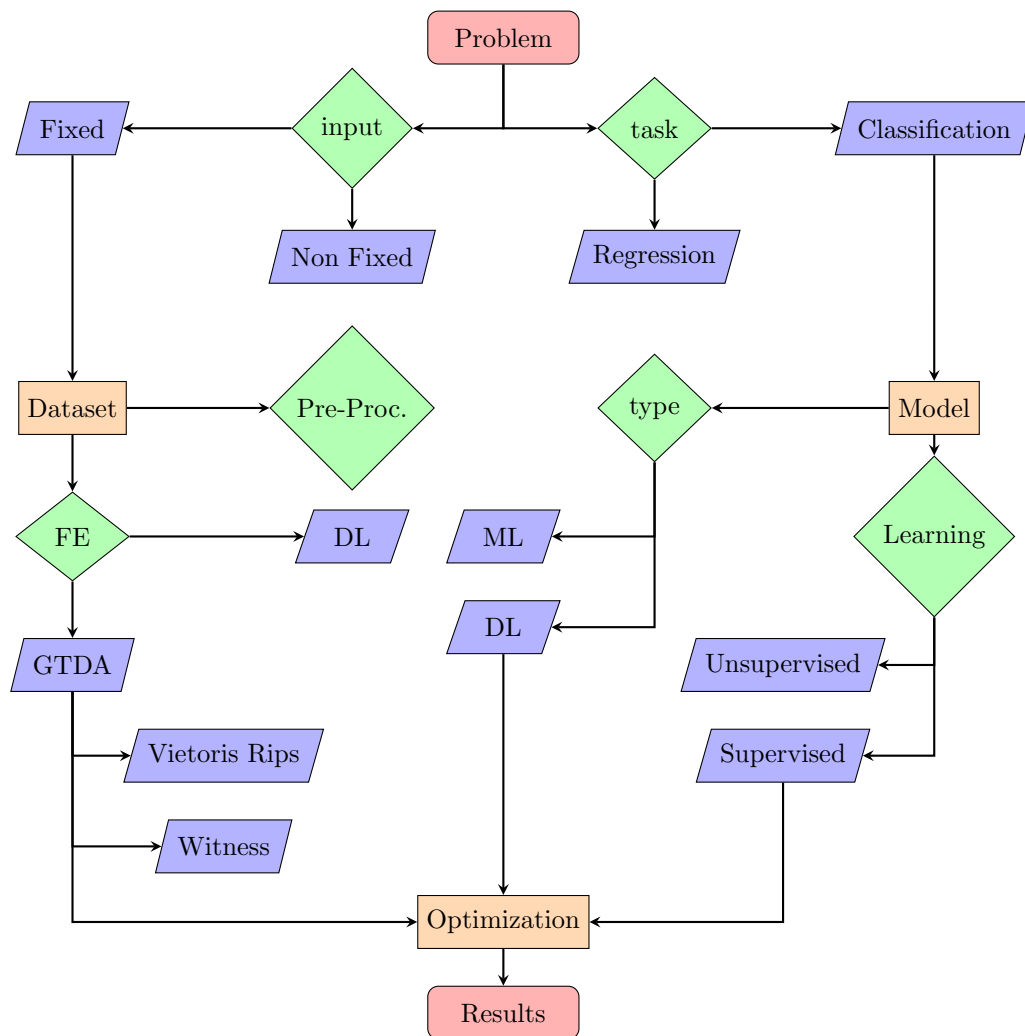 Problem
Fixed
input
task
Classification
Non Fixed
Regression
Dataset
Pre-Proc.
type
Model
FE
DL
ML
Learning
DL
GTDA
Unsupervised
Vietoris Rips
Supervised
Witness
Optimization
Results